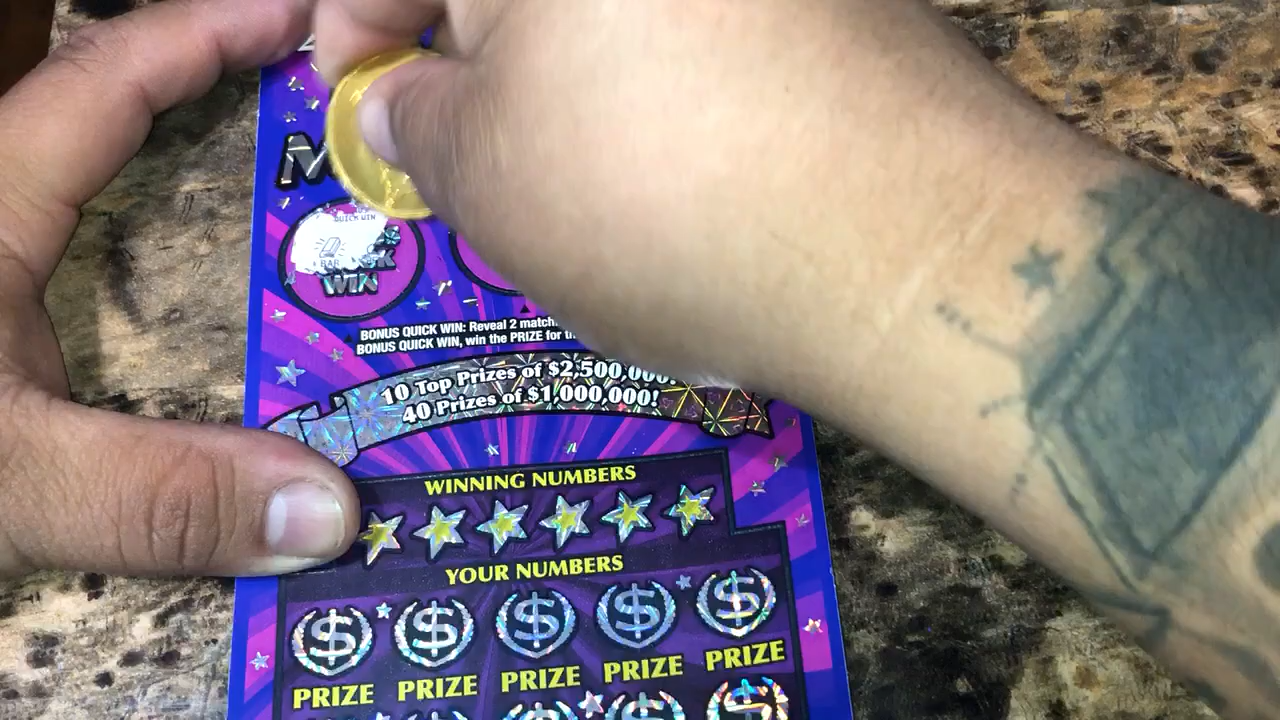 QUICK WIN
BAR
WIN
BONUS QUICK WIN: Reveal 2 match
BONUS QUICK WIN, win the PRIZE for
10 Top Prizes of $2,500,000!
40 Prizes of $1,000,000!
WINNING NUMBERS
YOUR NUMBERS
$ $ $ $ $
PRIZE PRIZE PRIZE PRIZE PRIZE